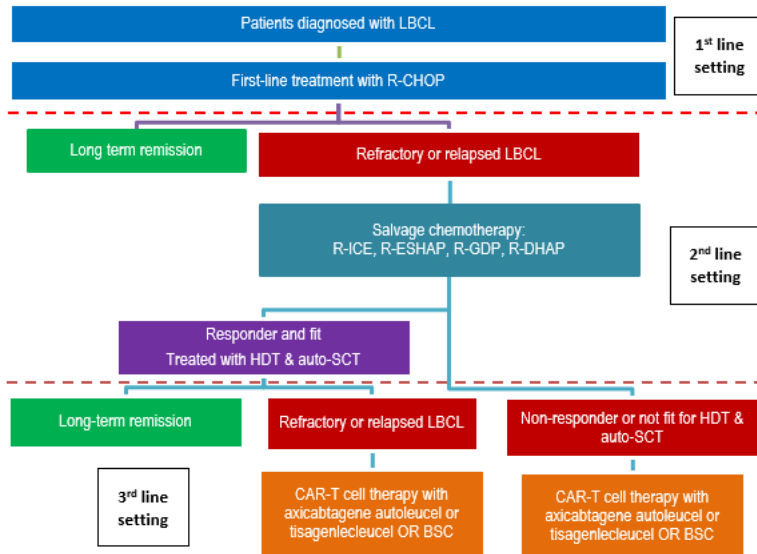 Patients diagnosed with LBCL
1st line
setting
First-line treatment with R-CHOP
Long term remission
Refractory or relapsed LBCL
Salvage chemotherapy:
R-ICE, R-ESHAP, R-GDP, R-DHAP
2nd line
setting
Responder and fit
Treated with HDT & auto-SCT
Long-term remission
Refractory or relapsed LBCL
Non-responder or not fit for HDT &
auto-SCT
3rd line
setting
CAR-T cell therapy with
axicabtagene autoleucel or
tisagenlecleucel OR BSC
CAR-T cell therapy with
axicabtagene autoleucel or
tisagenlecleucel OR BSC